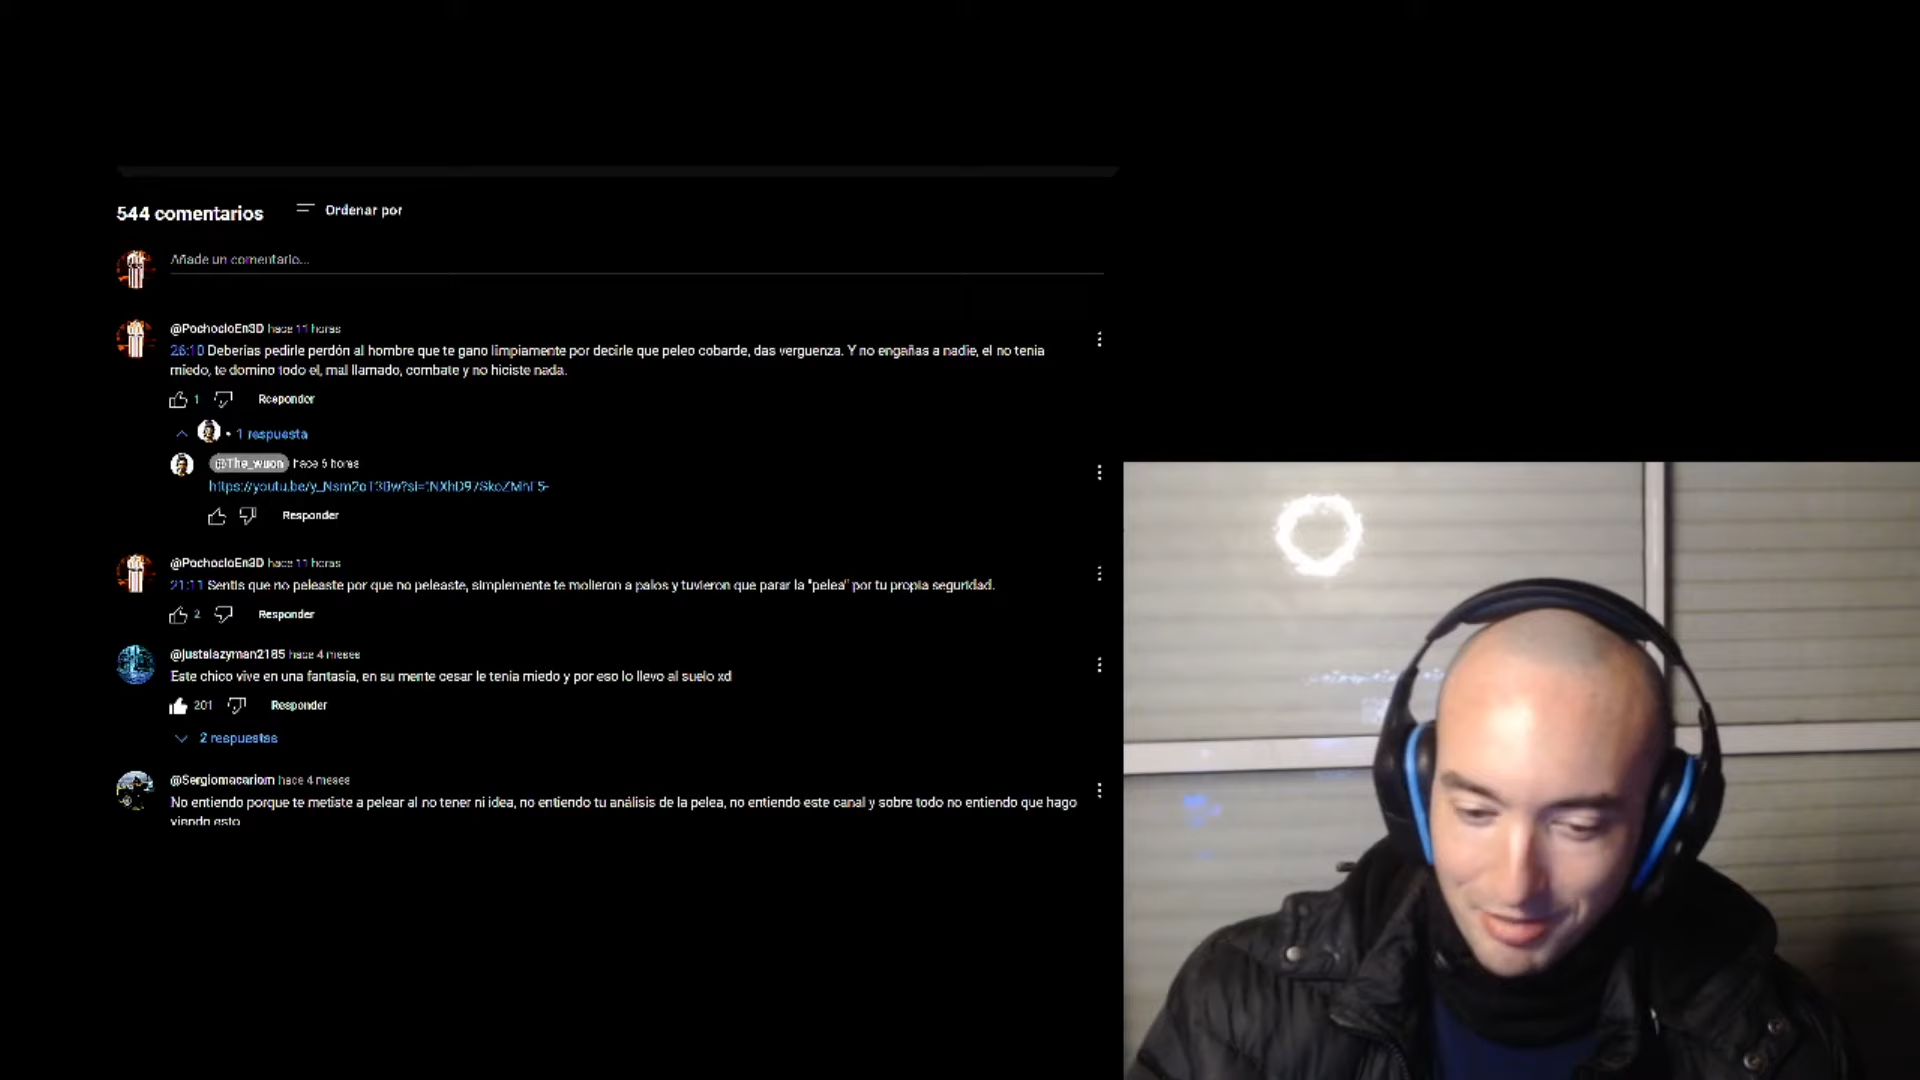 544 comentarios
Ordenar por
Añade un comentario...
@PochocloEn3D hace 11 horas
26:10 Deberias pedirle perdón al hombre que te gano limpiamente por decirle que peleo cobarde, das verguenza. Y no engañas a nadie, el no tenia
miedo, te domino todo el, mal llamado, combate y no hiciste nada.
1 Responder
1 respuesta
@The_wuon hace 5 horas
Responder
@PochocloEn3D hace 11 horas
21:11 Sentis que no peleaste por que no peleaste, simplemente te molieron a palos y tuvieron que parar la "pelea" por tu propia seguridad.
2 Responder
@justalazyman2185 hace 4 meses
Este chico vive en una fantasia, en su mente cesar le tenia miedo y por eso lo llevo al suelo xd
201 Responder
2 respuestas
@Sergiomacariom hace 4 meses
No entiendo porque te metiste a pelear al no tener ni idea, no entiendo tu análisis de la pelea, no entiendo este canal y sobre todo no entiendo que hago
viendo esto